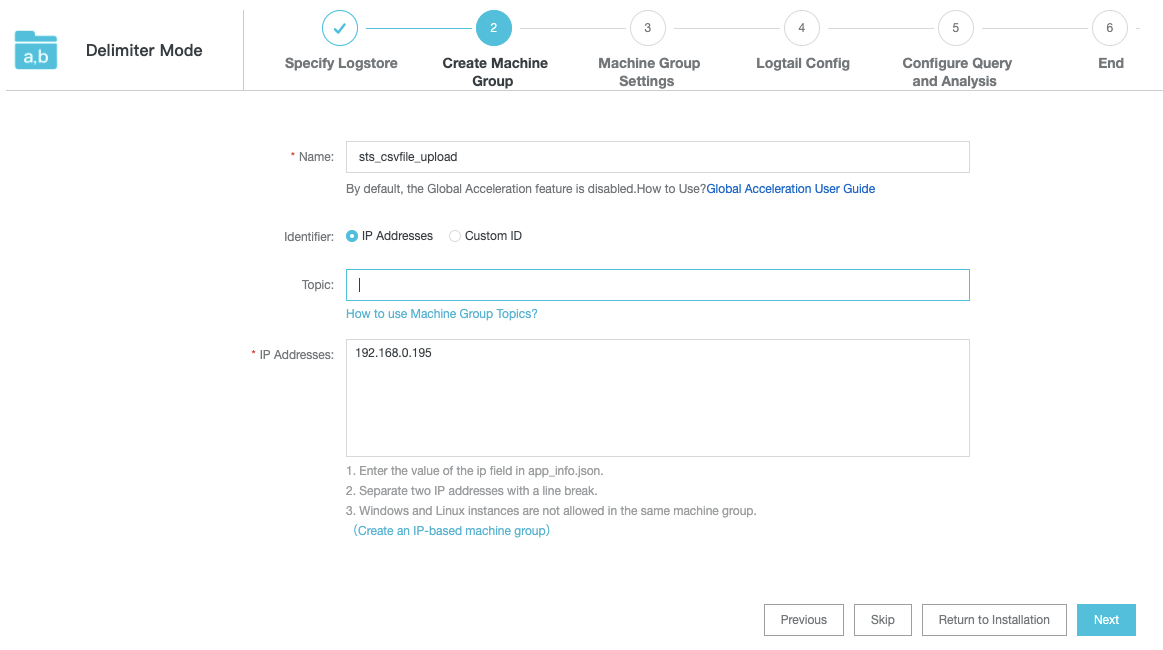 a,b
Delimiter Mode
2
3
4
5
6
Specify Logstore
Create Machine
Group
Machine Group
Settings
Logtail Config
Configure Query
and Analysis
End
* Name:
sts_csvfile_upload
By default, the Global Acceleration feature is disabled.How to Use?Global Acceleration User Guide
Identifier:
IP Addresses
Custom ID
Topic:
How to use Machine Group Topics?
* IP Addresses:
192.168.0.195
1. Enter the value of the ip field in app_info.json.
2. Separate two IP addresses with a line break.
3. Windows and Linux instances are not allowed in the same machine group.
（Create an IP-based machine group）
Previous
Skip
Return to Installation
Next